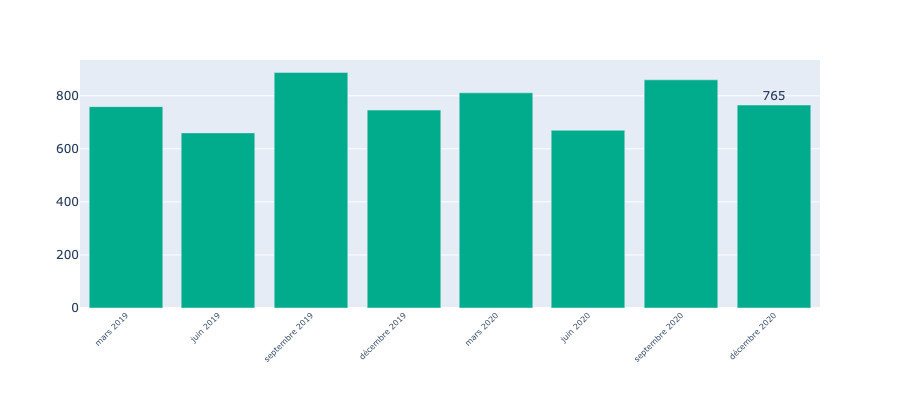 765
800
600
400
200
0
mars 2019
juin 2019
septembre 2019
décembre 2019
mars 2020
juin 2020
septembre 2020
décembre 2020